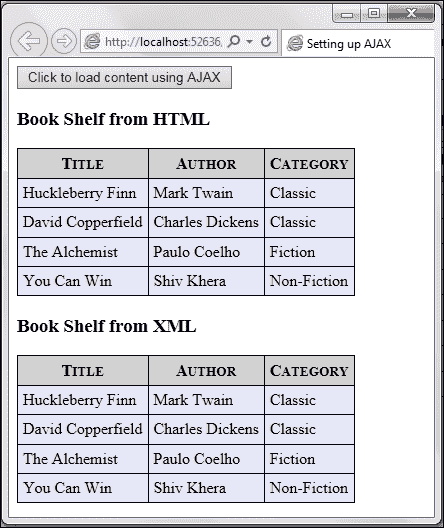 http://localhost:52636,
Setting up AJAX
Click to load content using AJAX
Book Shelf from HTML
TITLE AUTHOR CATEGORY
Huckleberry Finn Mark Twain Classic
David Copperfield Charles Dickens Classic
The Alchemist Paulo Coelho Fiction
You Can Win Shiv Khera Non-Fiction
Book Shelf from XML
TITLE AUTHOR CATEGORY
Huckleberry Finn Mark Twain Classic
David Copperfield Charles Dickens Classic
The Alchemist Paulo Coelho Fiction
You Can Win Shiv Khera Non-Fiction